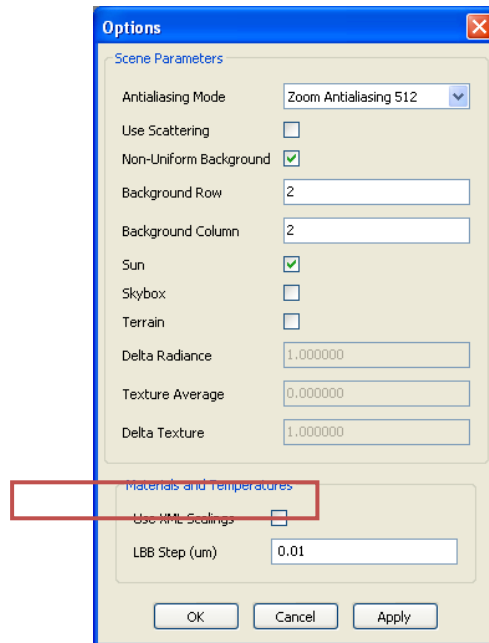 Options
Scene Parameters
Antialiasing Mode Zoom Antialiasing 512
Use Scattering
Non-Uniform Background
Background Row 2
Background Column 2
Sun
Skybox
Terrain
Delta Radiance 1.000000
Texture Average 0.000000
Delta Texture 1.000000
Materials and Temperatures
Use XML Scalings
LBB Step (um) 0.01
OK Cancel Apply